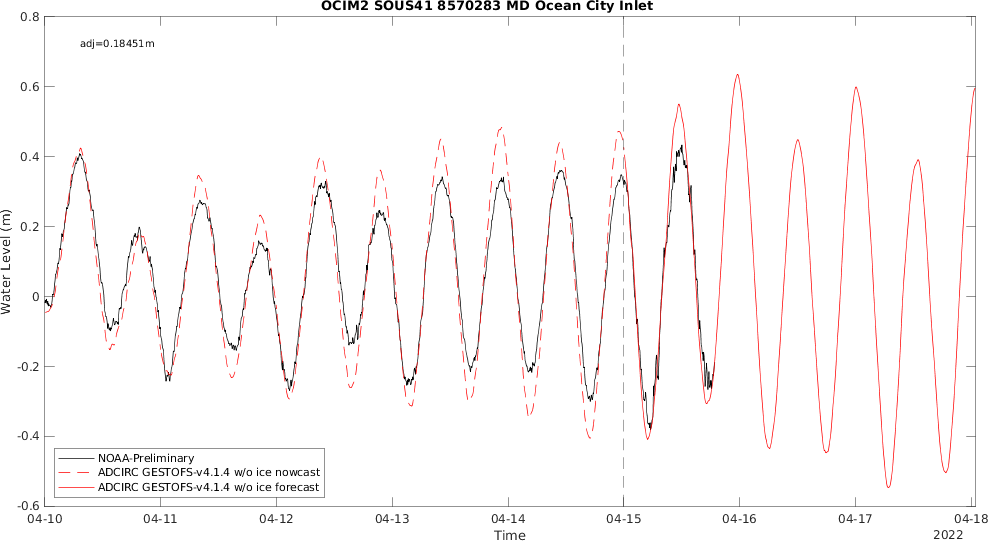 OCIM2 SOUS41 8570283 MD Ocean City Inlet
0.8
adj=0.18451m
0.6
0.4
0.2
0
-0.2
-0.4
-0.6
Water Level (m)
NOAA-Preliminary
ADCIRC GESTOFS-v4.1.4 w/o ice nowcast
ADCIRC GESTOFS-v4.1.4 w/o ice forecast
04-10 04-11 04-12 04-13 04-14 04-15 04-16 04-17 04-18
Time
2022